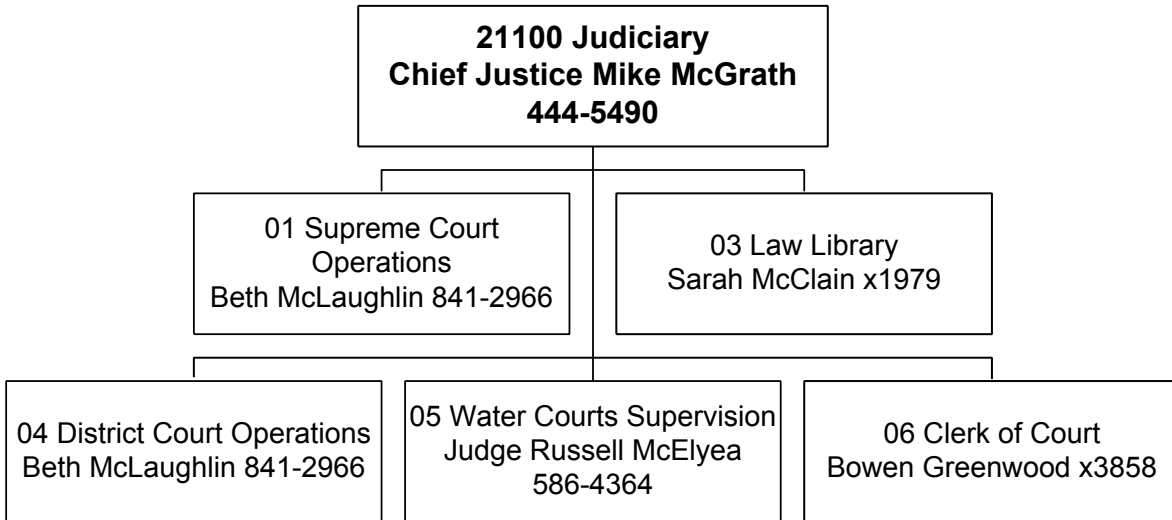 21100 Judiciary
Chief Justice Mike McGrath
444-5490
01 Supreme Court
Operations
Beth McLaughlin 841-2966
03 Law Library
Sarah McClain x1979
04 District Court Operations
Beth McLaughlin 841-2966
05 Water Courts Supervision
Judge Russell McElyea
586-4364
06 Clerk of Court
Bowen Greenwood x3858